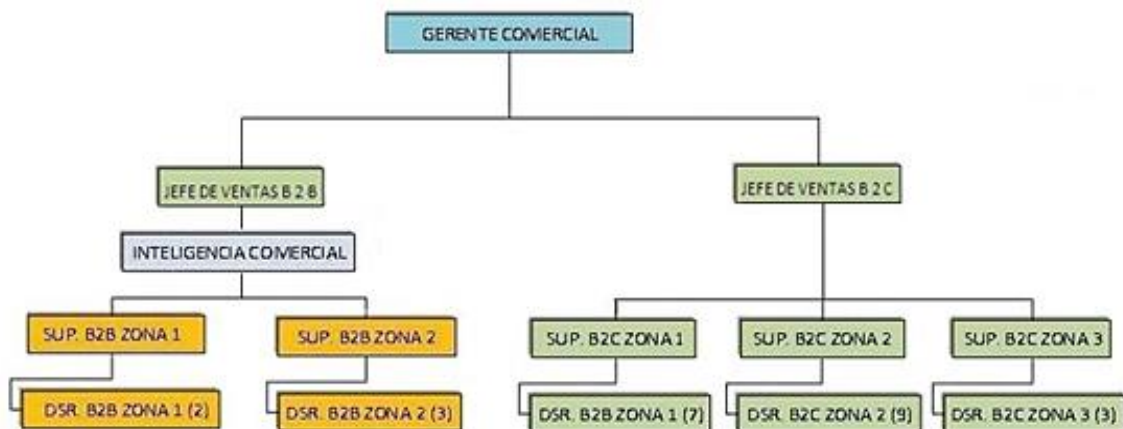 GERENTE COMERCIAL
JEFE DE VENTAS B 2 B
JEFE DE VENTAS B 2 C
INTELIGENCIA COMERCIAL
SUP. B2B ZONA 1
SUP. B2B ZONA 2
SUP. B2C ZONA 1
SUP. B2C ZONA 2
SUP. B2C ZONA 3
DSR. B2B ZONA 1 (2)
DSR. B2B ZONA 2 (3)
DSR. B2B ZONA 1 (7)
DSR. B2C ZONA 2 (9)
DSR. B2C ZONA 3 (3)